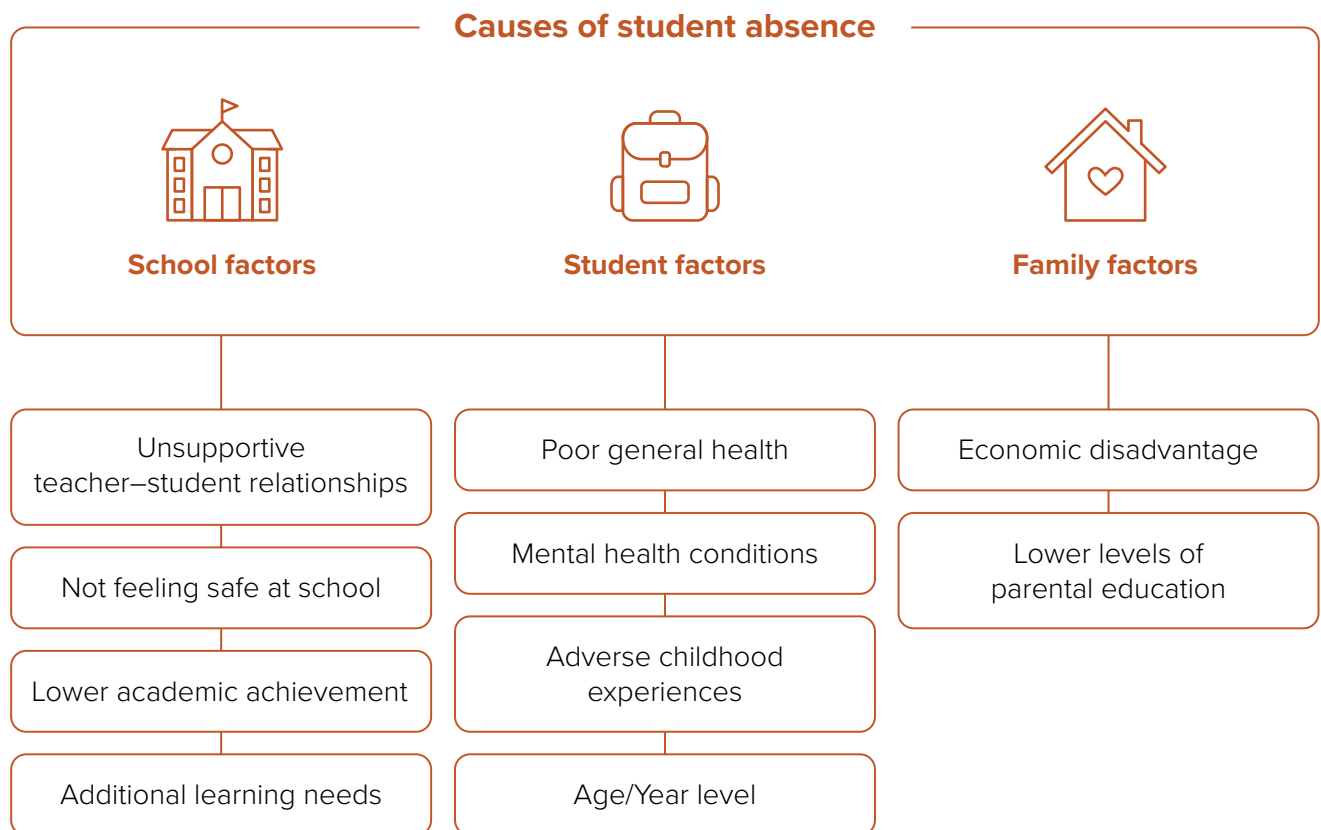 Causes of student absence
School factors
Student factors
Family factors
Unsupportive
teacher–student relationships
Not feeling safe at school
Lower academic achievement
Additional learning needs
Poor general health
Mental health conditions
Adverse childhood
experiences
Age/Year level
Economic disadvantage
Lower levels of
parental education